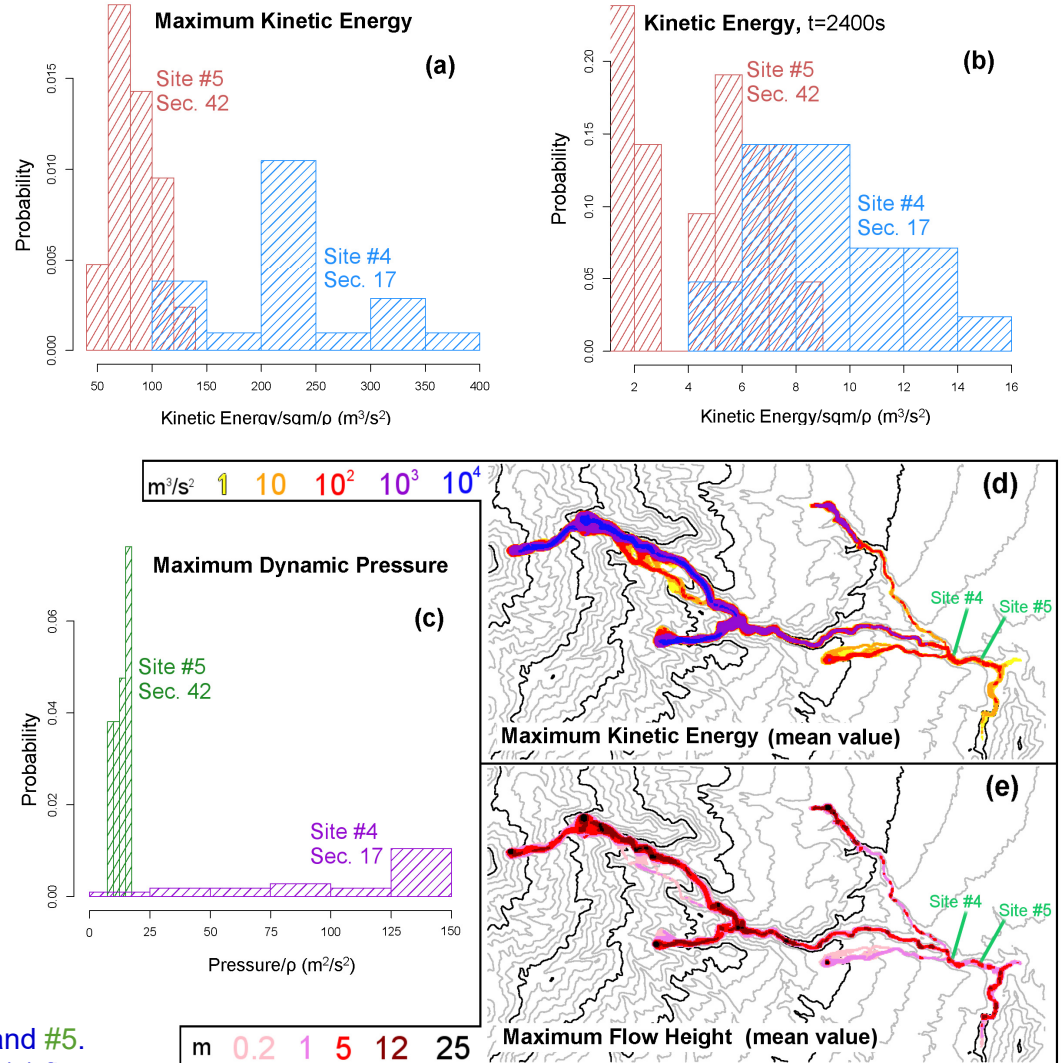 Maximum Kinetic Energy
(a)
Site #5
Sec. 42
Site #4
Sec. 17
Probability
0.000
0.005
0.010
0.015
50
100
150
200
250
300
350
400
Kinetic Energy/sqm/ρ (m³/s²)
Kinetic Energy, t=2400s
(b)
Site #5
Sec. 42
Site #4
Sec. 17
Probability
0.00
0.05
0.10
0.15
0.20
2
4
6
8
10
12
14
16
Kinetic Energy/sqm/ρ (m³/s²)
m³/s² 1 10 10² 10³ 10⁴
Maximum Dynamic Pressure
(c)
Site #5
Sec. 42
Site #4
Sec. 17
Probability
0.00
0.02
0.04
0.06
0
25
50
75
100
125
150
Pressure/ρ (m²/s²)
(d)
Site #4
Site #5
Maximum Kinetic Energy (mean value)
(e)
Site #4
Site #5
Maximum Flow Height (mean value)
and #5.
m 0.2 1 5 12 25